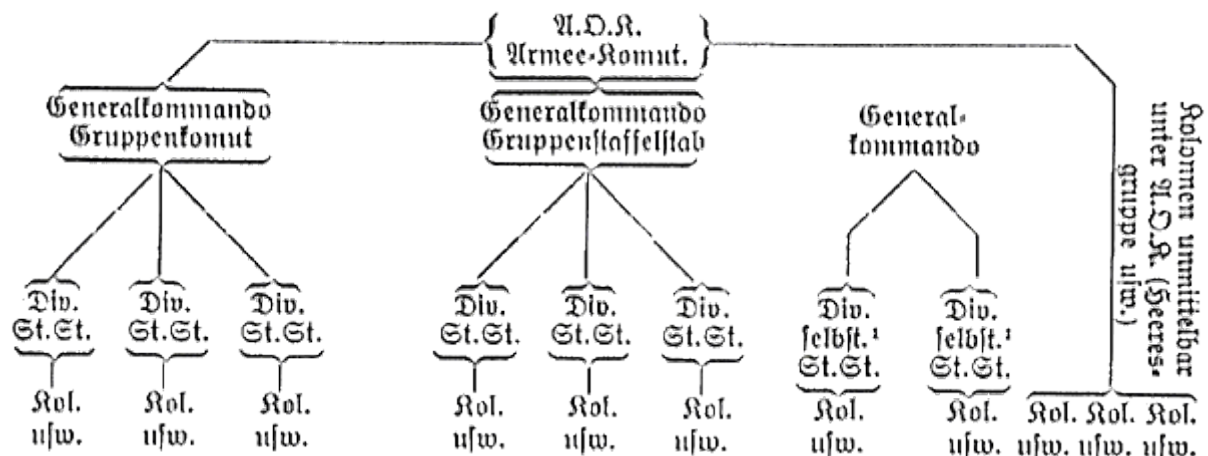 A.O.K.
Armee-Komut.
Generalkommando
Gruppenkomut
Generalkommando
Gruppenstaffelstab
General-
kommando
Kolonnen unmittelbar
unter A.O.K. (Heeres-
gruppe usw.)
Div. Div. Div. Div. Div. Div. Div. Div.
St.St. St.St. St.St. St.St. St.St. St.St. selbst.¹ selbst.¹
St.St. St.St.
Kol. Kol. Kol. Kol. Kol. Kol. Kol. Kol. Kol. Kol. Kol.
usw. usw. usw. usw. usw. usw. usw. usw. usw. usw. usw.